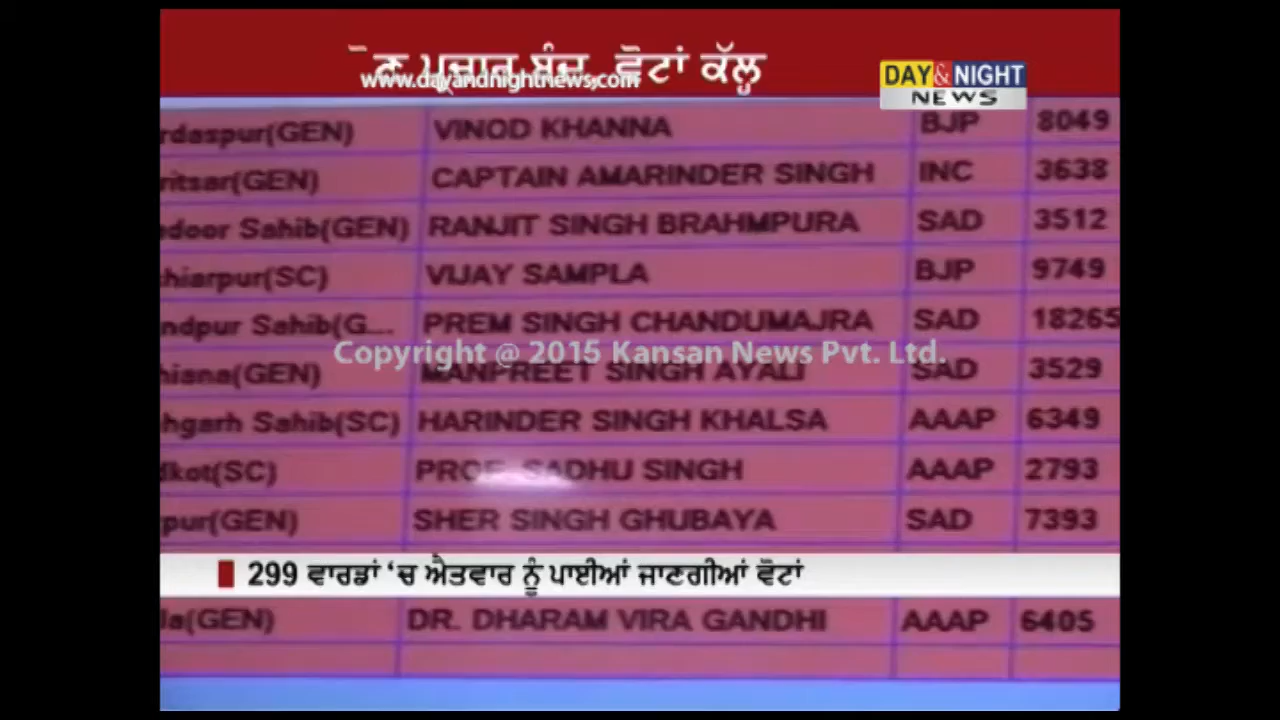 ਣ ਪ੍ਰਚਾਰ ਬੰਦ, ਵੋਟਾਂ ਕੱਲ੍ਹ
www.dayandnightnews.com
DAY & NIGHT
NEWS
rdaspur(GEN) VINOD KHANNA BJP 8049
ritsar(GEN) CAPTAIN AMARINDER SINGH INC 3638
door Sahib(GEN) RANJIT SINGH BRAHMPURA SAD 3512
hiarpur(SC) VIJAY SAMPLA BJP 9749
ndpur Sahib(G... PREM SINGH CHANDUMAJRA SAD 18265
Copyright @ 2015 Kansan News Pvt. Ltd.
hiana(GEN) MANPREET SINGH AYALI SAD 3529
hgarh Sahib(SC) HARINDER SINGH KHALSA AAAP 6349
dkot(SC) PROF. SADHU SINGH AAAP 2793
pur(GEN) SHER SINGH GHUBAYA SAD 7393
299 ਵਾਰਡਾਂ 'ਚ ਐਤਵਾਰ ਨੂੰ ਪਾਈਆਂ ਜਾਣਗੀਆਂ ਵੋਟਾਂ
la(GEN) DR. DHARAM VIRA GANDHI AAAP 6405